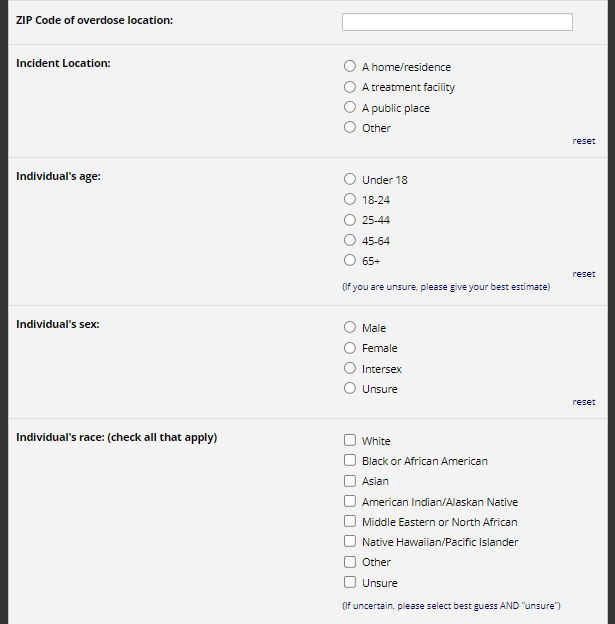 ZIP Code of overdose location:
Incident Location:
A home/residence
A treatment facility
A public place
Other
reset
Individual's age:
Under 18
18-24
25-44
45-64
65+
reset
(If you are unsure, please give your best estimate)
Individual's sex:
Male
Female
Intersex
Unsure
reset
Individual's race: (check all that apply)
White
Black or African American
Asian
American Indian/Alaskan Native
Middle Eastern or North African
Native Hawaiian/Pacific Islander
Other
Unsure
(If uncertain, please select best guess AND "unsure")